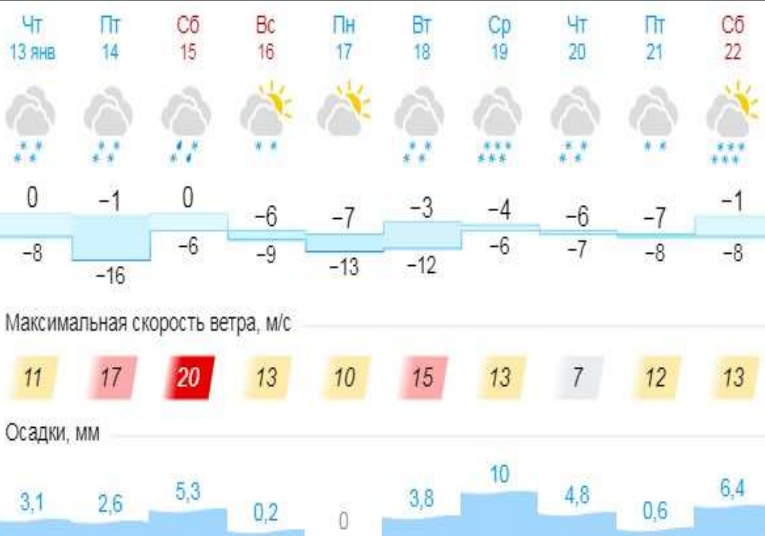 Чт Пт Сб Вс Пн Вт Ср Чт Пт Сб
13 янв 14 15 16 17 18 19 20 21 22
0 −1 0 −6 −7 −3 −4 −6 −7 −1
−8 −16 −6 −9 −13 −12 −6 −7 −8 −8
Максимальная скорость ветра, м/с
11 17 20 13 10 15 13 7 12 13
Осадки, мм
3,1 2,6 5,3 0,2 0 3,8 10 4,8 0,6 6,4